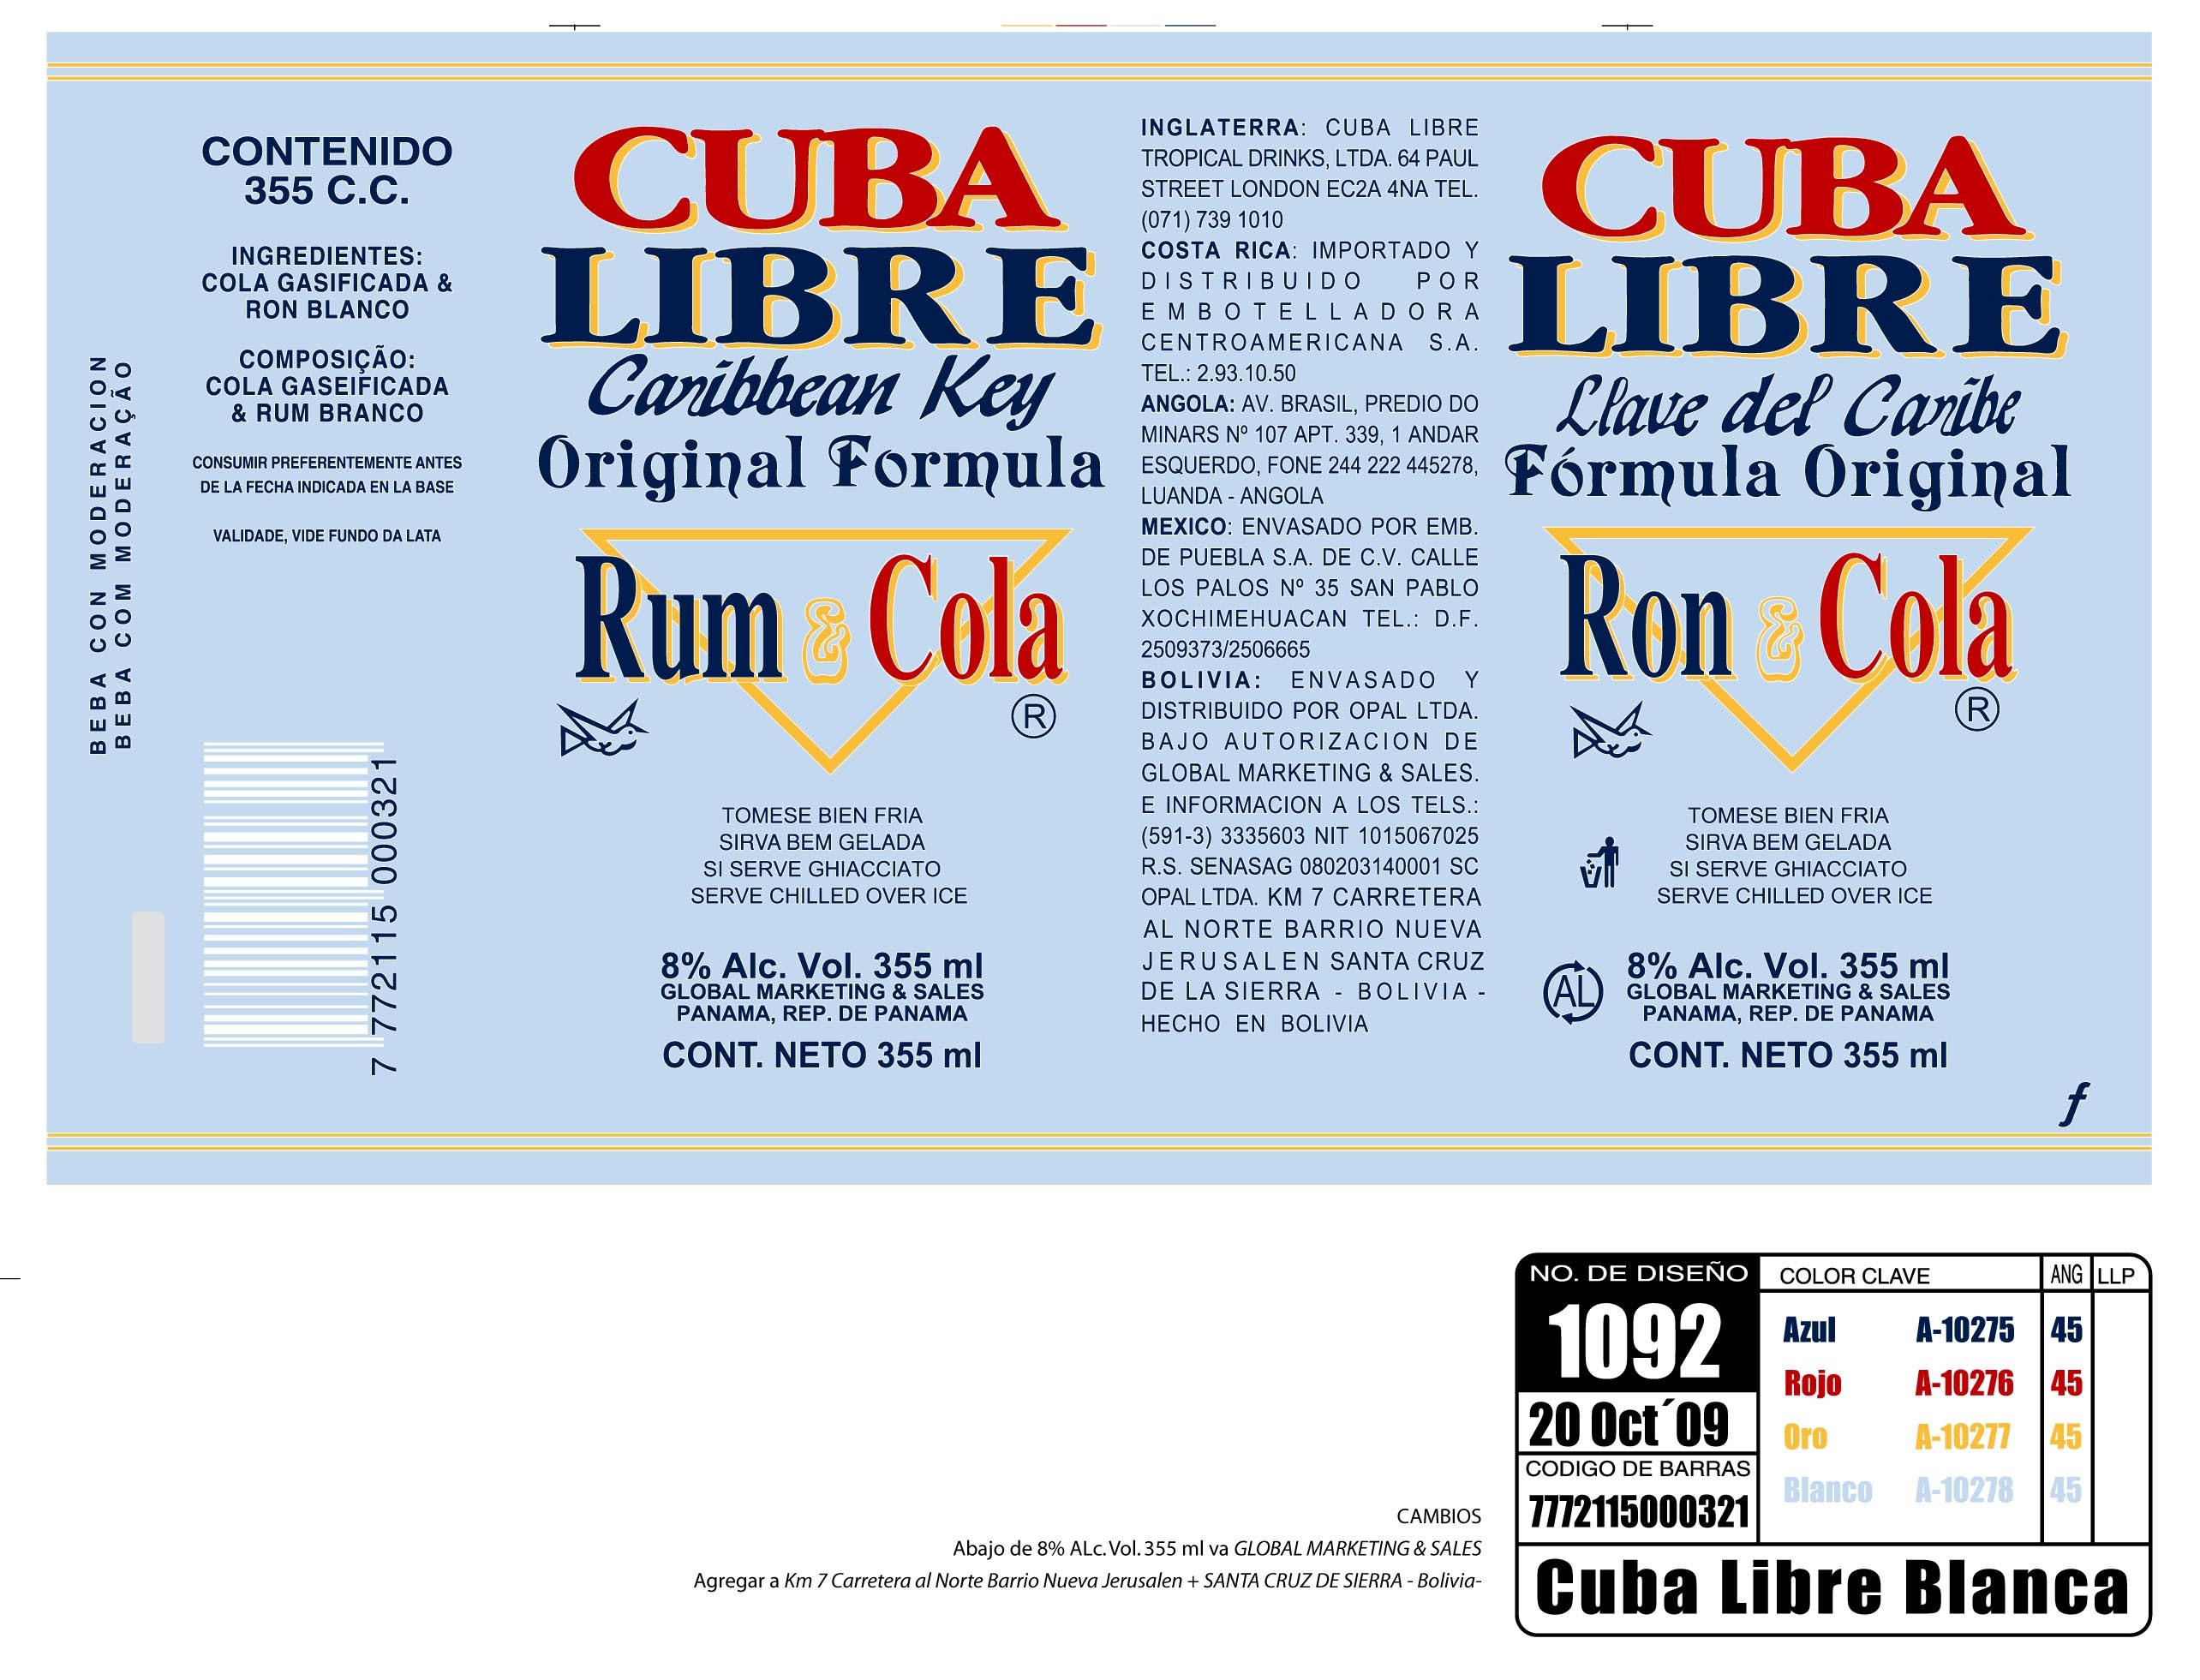 BEBA CON MODERACION
BEBA COM MODERAÇÃO
CONTENIDO
355 C.C.
INGREDIENTES:
COLA GASIFICADA &
RON BLANCO
COMPOSIÇÃO:
COLA GASEIFICADA
& RUM BRANCO
CONSUMIR PREFERENTEMENTE ANTES
DE LA FECHA INDICADA EN LA BASE
VALIDADE, VIDE FUNDO DA LATA
7 772115 000321
CUBA
LIBRE
Caribbean Key
Original Formula
Rum & Cola
®
TOMESE BIEN FRIA
SIRVA BEM GELADA
SI SERVE GHIACCIATO
SERVE CHILLED OVER ICE
8% Alc. Vol. 355 ml
GLOBAL MARKETING & SALES
PANAMA, REP. DE PANAMA
CONT. NETO 355 ml
INGLATERRA: CUBA LIBRE
TROPICAL DRINKS, LTDA. 64 PAUL
STREET LONDON EC2A 4NA TEL.
(071) 739 1010
COSTA RICA: IMPORTADO Y
DISTRIBUIDO POR
EMBOTELLADORA
CENTROAMERICANA S.A.
TEL.: 2.93.10.50
ANGOLA: AV. BRASIL, PREDIO DO
MINARS Nº 107 APT. 339, 1 ANDAR
ESQUERDO, FONE 244 222 445278,
LUANDA - ANGOLA
MEXICO: ENVASADO POR EMB.
DE PUEBLA S.A. DE C.V. CALLE
LOS PALOS Nº 35 SAN PABLO
XOCHIMEHUACAN TEL.: D.F.
2509373/2506665
BOLIVIA: ENVASADO Y
DISTRIBUIDO POR OPAL LTDA.
BAJO AUTORIZACION DE
GLOBAL MARKETING & SALES.
E INFORMACION A LOS TELS.:
(591-3) 3335603 NIT 1015067025
R.S. SENASAG 080203140001 SC
OPAL LTDA. KM 7 CARRETERA
AL NORTE BARRIO NUEVA
JERUSALEN SANTA CRUZ
DE LA SIERRA - BOLIVIA -
HECHO EN BOLIVIA
CUBA
LIBRE
Llave del Caribe
Fórmula Original
Ron & Cola
®
TOMESE BIEN FRIA
SIRVA BEM GELADA
SI SERVE GHIACCIATO
SERVE CHILLED OVER ICE
AL
8% Alc. Vol. 355 ml
GLOBAL MARKETING & SALES
PANAMA, REP. DE PANAMA
CONT. NETO 355 ml
f
CAMBIOS
Abajo de 8% ALc. Vol. 355 ml va GLOBAL MARKETING & SALES
Agregar a Km 7 Carretera al Norte Barrio Nueva Jerusalen + SANTA CRUZ DE SIERRA - Bolivia-
NO. DE DISEÑO
1092
20 Oct´09
CODIGO DE BARRAS
7772115000321
COLOR CLAVE ANG LLP
Azul A-10275 45
Rojo A-10276 45
Oro A-10277 45
Blanco A-10278 45
Cuba Libre Blanca